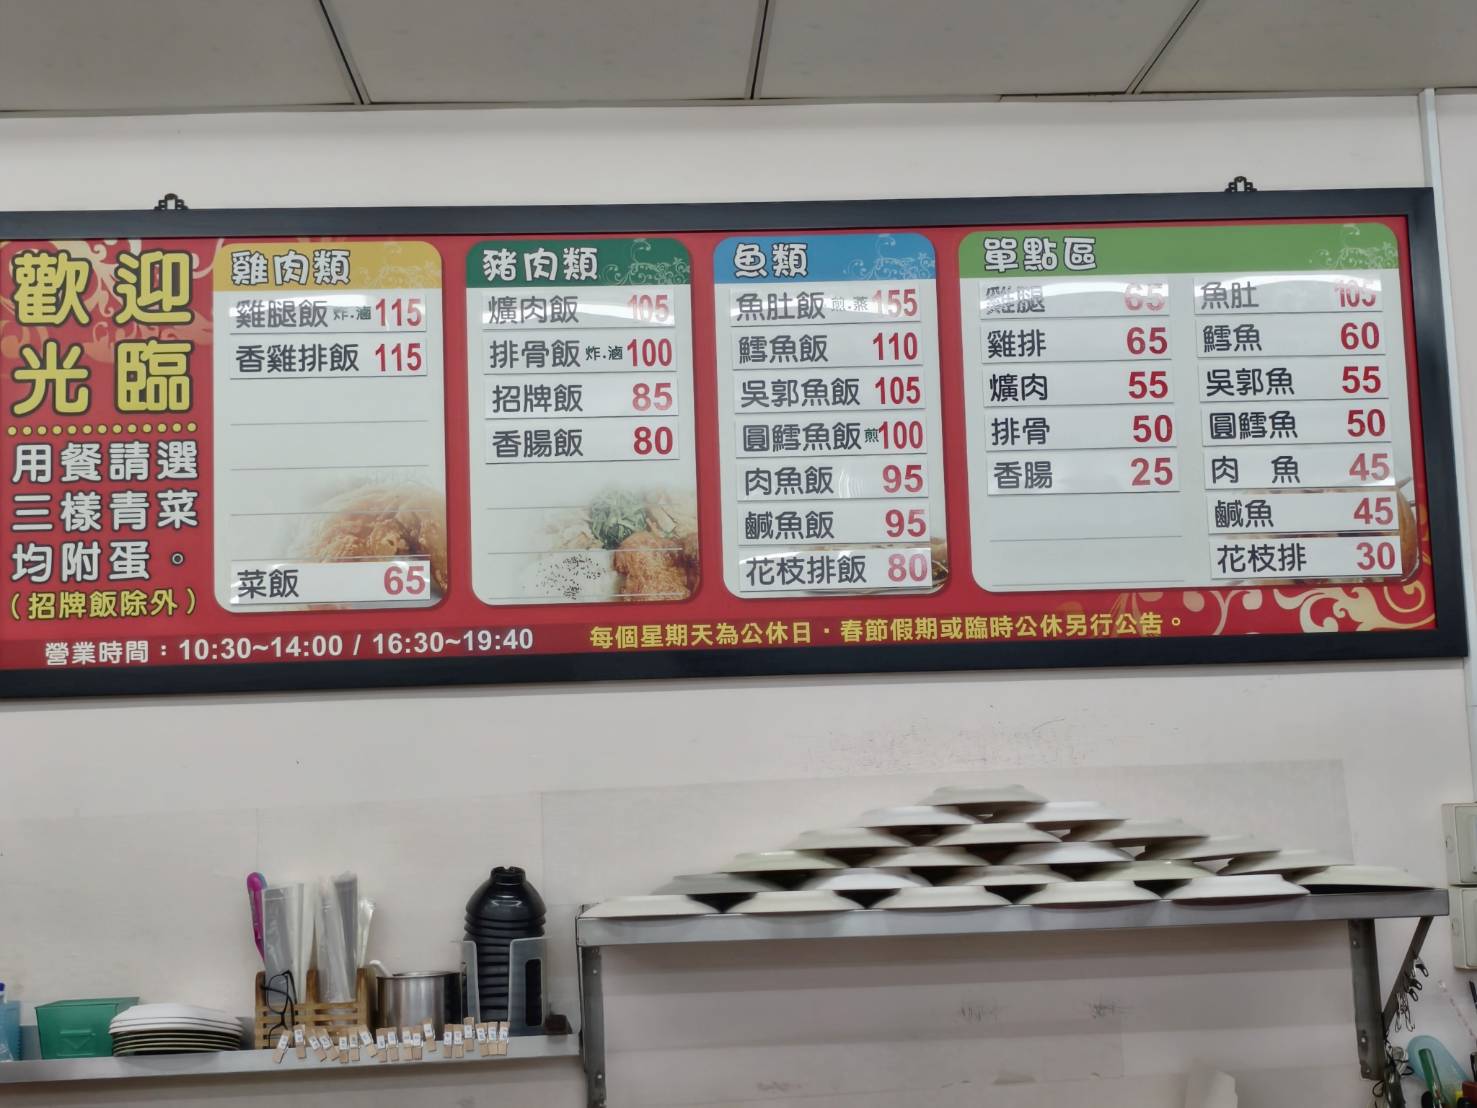 歡迎
光臨
用餐請選
三樣青菜
均附蛋。
(招牌飯除外)
雞肉類
雞腿飯 炸.滷 115
香雞排飯 115
菜飯 65
豬肉類
爌肉飯 105
排骨飯 炸.滷 100
招牌飯 85
香腸飯 80
魚類
魚肚飯 煎.蒸 155
鱈魚飯 110
吳郭魚飯 105
圓鱈魚飯 煎 100
肉魚飯 95
鹹魚飯 95
花枝排飯 80
單點區
雞腿 65
雞排 65
爌肉 55
排骨 50
香腸 25
魚肚 105
鱈魚 60
吳郭魚 55
圓鱈魚 50
肉 魚 45
鹹魚 45
花枝排 30
營業時間：10:30~14:00 / 16:30~19:40
每個星期天為公休日．春節假期或臨時公休另行公告。